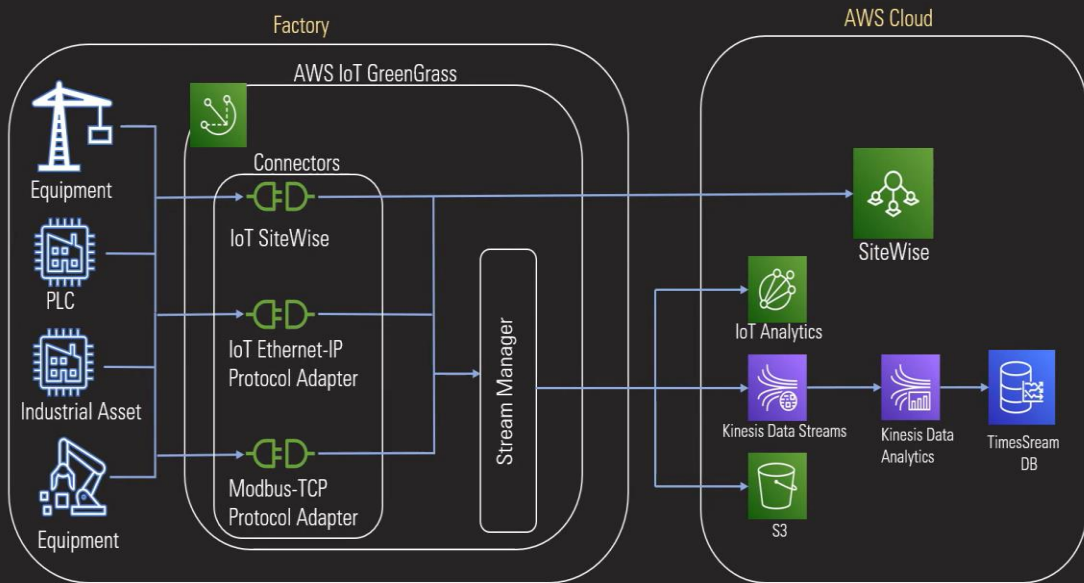 Factory
AWS Cloud
AWS IoT GreenGrass
Equipment
PLC
Industrial Asset
Equipment
Connectors
IoT SiteWise
IoT Ethernet-IP
Protocol Adapter
Modbus-TCP
Protocol Adapter
Stream Manager
SiteWise
IoT Analytics
Kinesis Data Streams
Kinesis Data
Analytics
TimesSream
DB
S3